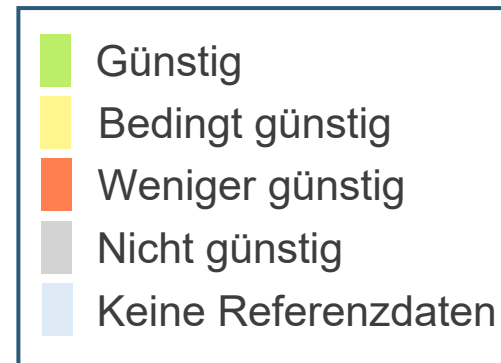 Günstig
Bedingt günstig
Weniger günstig
Nicht günstig
Keine Referenzdaten